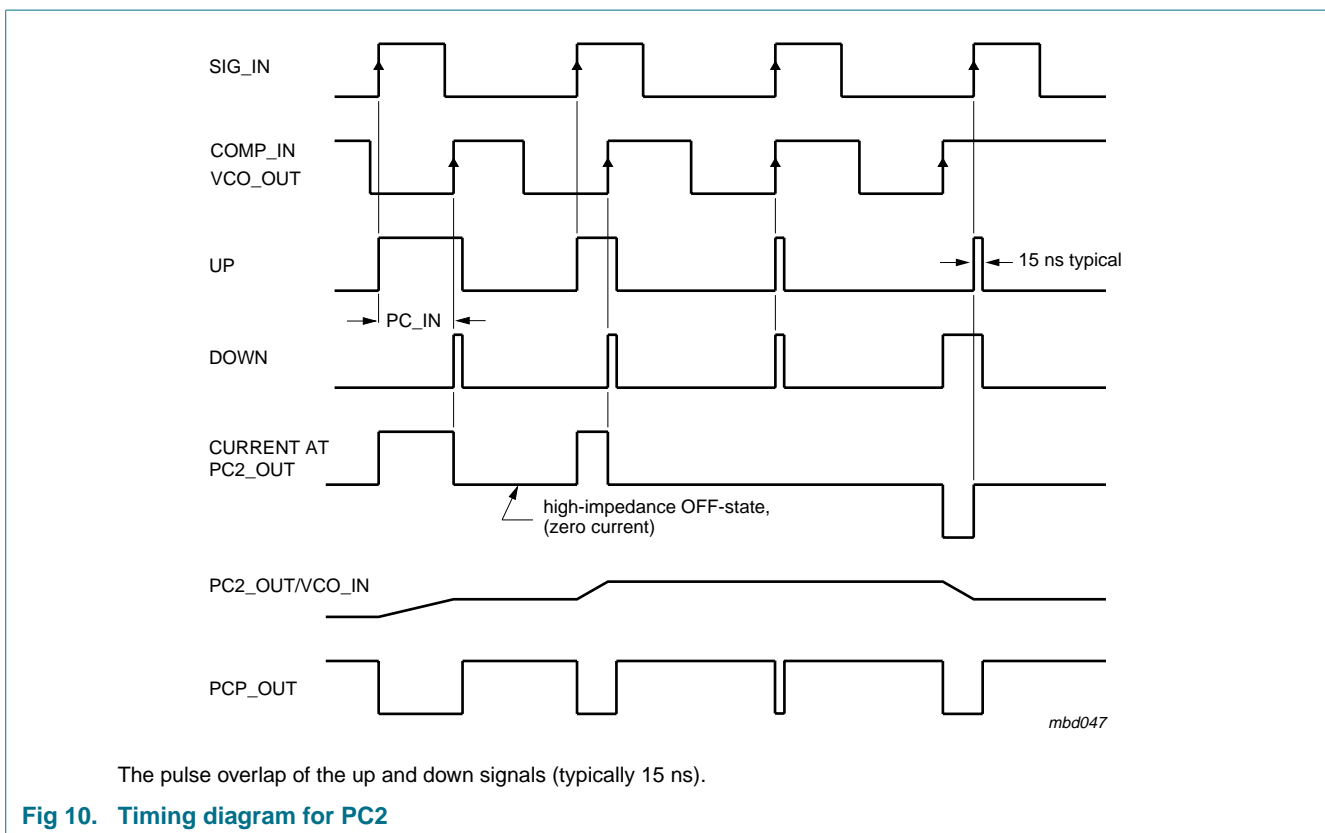 SIG_IN
COMP_IN
VCO_OUT
UP
15 ns typical
PC_IN
DOWN
CURRENT AT
PC2_OUT
high-impedance OFF-state,
(zero current)
PC2_OUT/VCO_IN
PCP_OUT
mbd047
The pulse overlap of the up and down signals (typically 15 ns).
Fig 10. Timing diagram for PC2